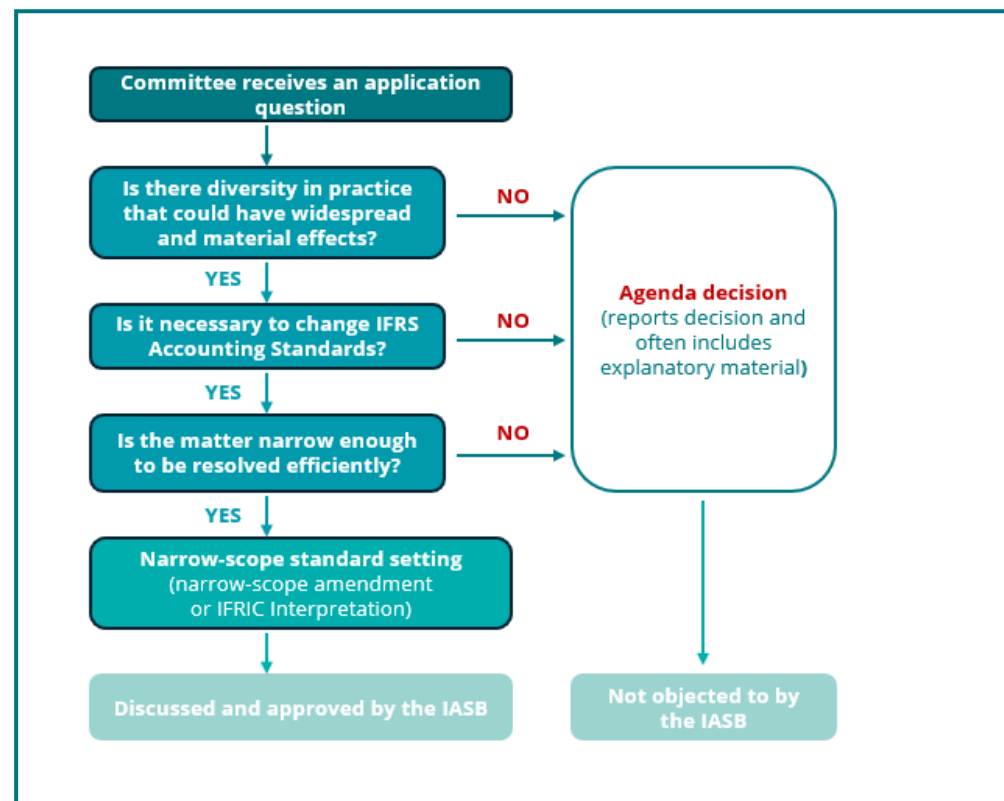 Committee receives an application
question
Is there diversity in practice
that could have widespread
and material effects?
NO
YES
Is it necessary to change IFRS
Accounting Standards?
NO
YES
Is the matter narrow enough
to be resolved efficiently?
NO
YES
Narrow-scope standard setting
(narrow-scope amendment
or IFRIC Interpretation)
Discussed and approved by the IASB
Agenda decision
(reports decision and
often includes
explanatory material)
Not objected to by
the IASB